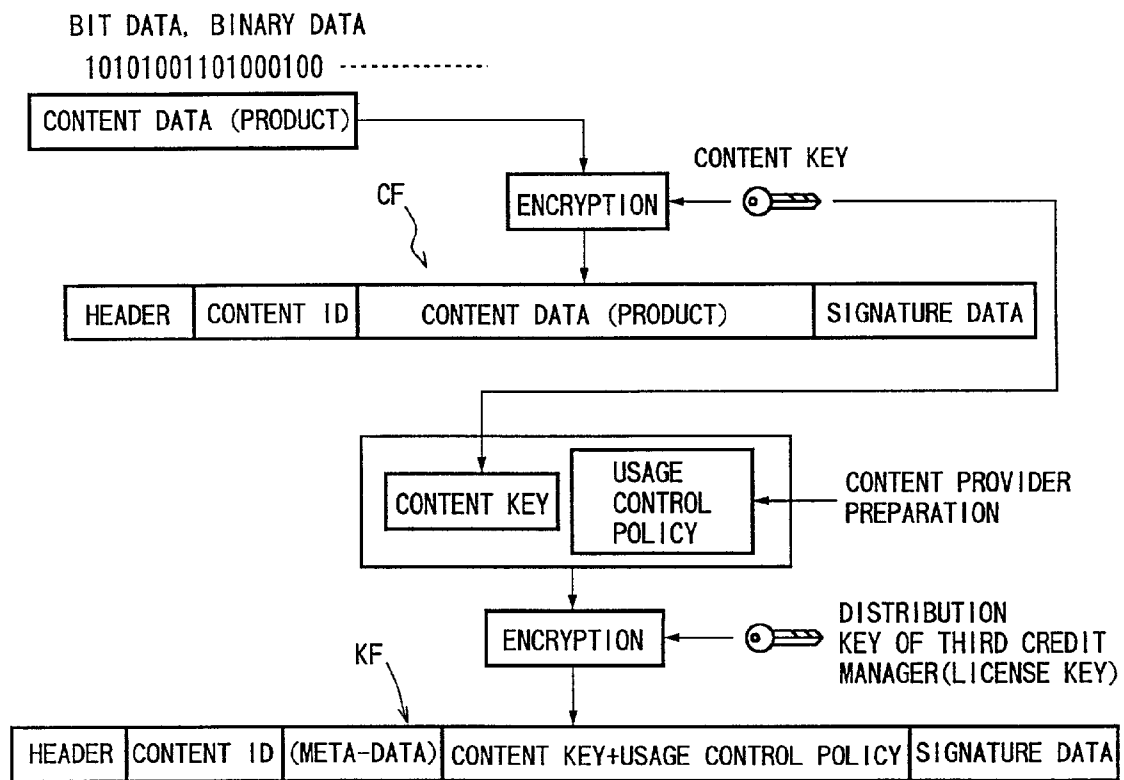 BIT DATA, BINARY DATA
10101001101000100 --------------
CONTENT DATA (PRODUCT)
CONTENT KEY
ENCRYPTION
CF
HEADER
CONTENT ID
CONTENT DATA (PRODUCT)
SIGNATURE DATA
CONTENT KEY
USAGE
CONTROL
POLICY
CONTENT PROVIDER
PREPARATION
ENCRYPTION
DISTRIBUTION
KEY OF THIRD CREDIT
MANAGER(LICENSE KEY)
KF
HEADER
CONTENT ID
(META-DATA)
CONTENT KEY+USAGE CONTROL POLICY
SIGNATURE DATA